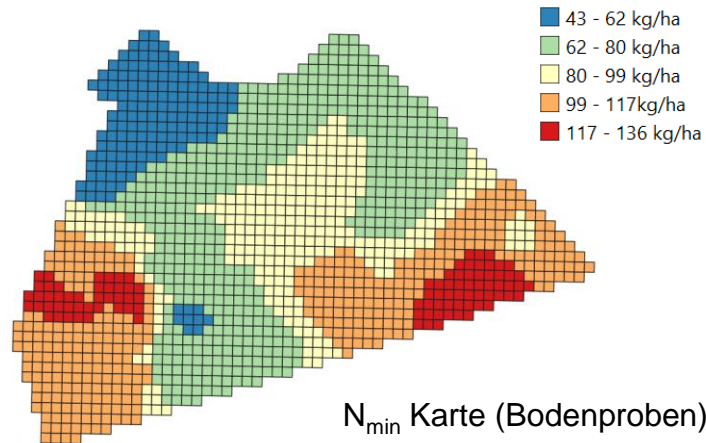 43 - 62 kg/ha
62 - 80 kg/ha
80 - 99 kg/ha
99 - 117kg/ha
117 - 136 kg/ha
Nmin Karte (Bodenproben)